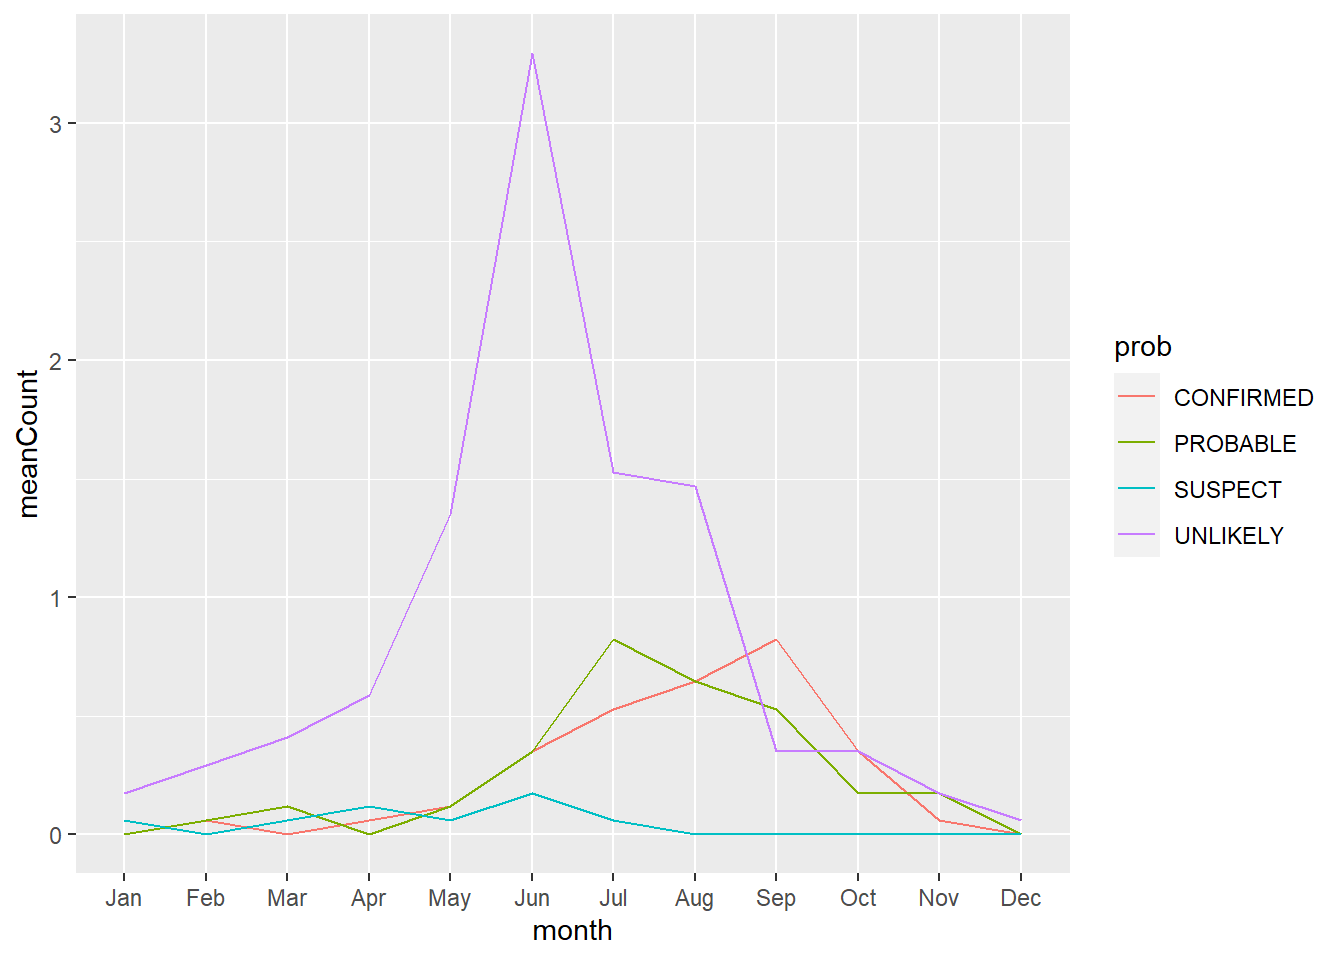 meanCount
3
2
1
0
Jan Feb Mar Apr May Jun Jul Aug Sep Oct Nov Dec
month
prob
CONFIRMED
PROBABLE
SUSPECT
UNLIKELY